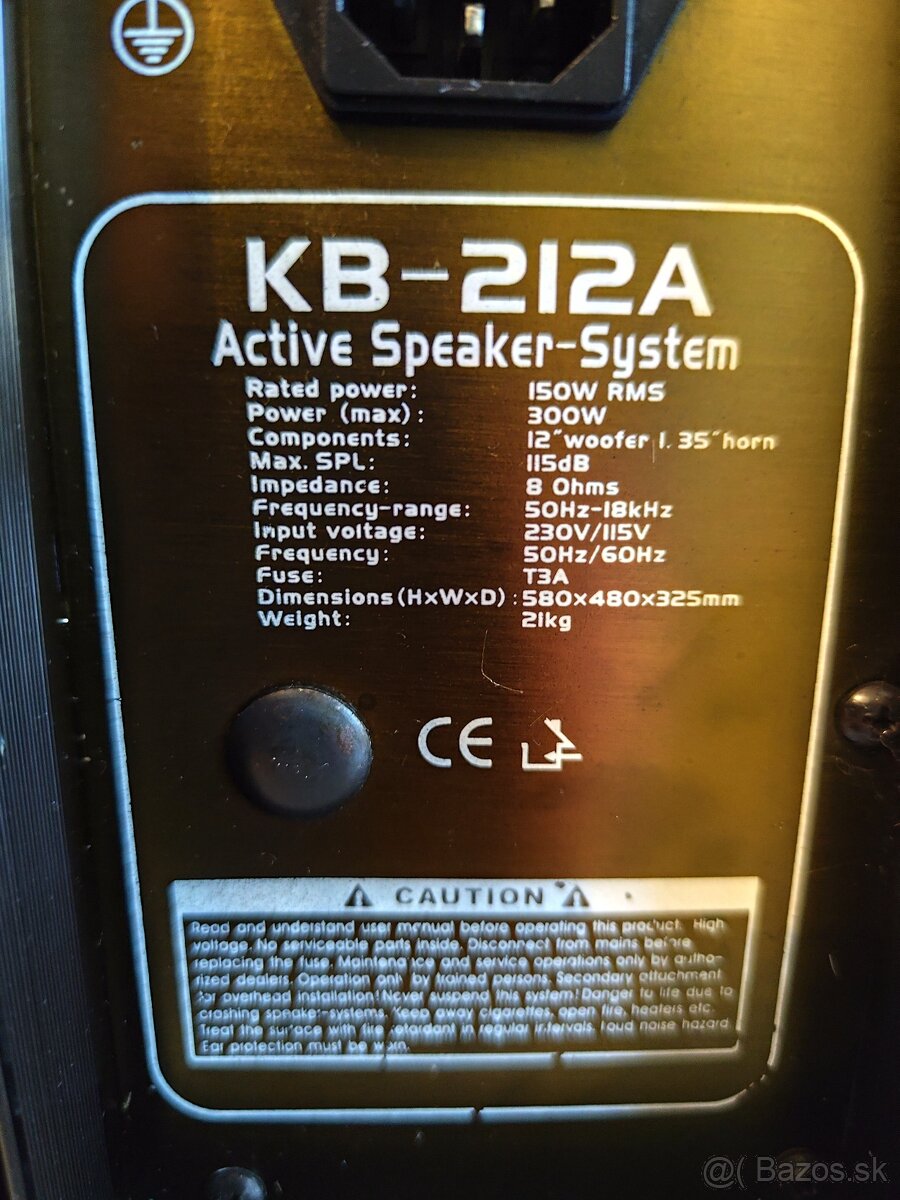 KB-212A
Active Speaker-System
Rated power: 150W RMS
Power (max): 300W
Components: 12"woofer 1.35"horn
Max. SPL: 115dB
Impedance: 8 Ohms
Frequency-range: 50Hz-18kHz
Input voltage: 230V/115V
Frequency: 50Hz/60Hz
Fuse: T3A
Dimensions(HxWxD): 580x480x325mm
Weight: 21kg
CE
CAUTION
Read and understand user manual before operating this product. High
voltage. No serviceable parts inside. Disconnect from mains before
replacing the fuse. Maintenance and service operations only by autho-
rized dealers. Operation only by trained persons. Secondary attachment
for overhead installation! Never suspend this system! Danger to life due to
crashing speaker-systems. Keep away cigarettes, open fire, heaters etc.
Treat the surface with fire retardant in regular intervals. Loud noise hazard.
Ear protection must be worn.
@( Bazos.sk